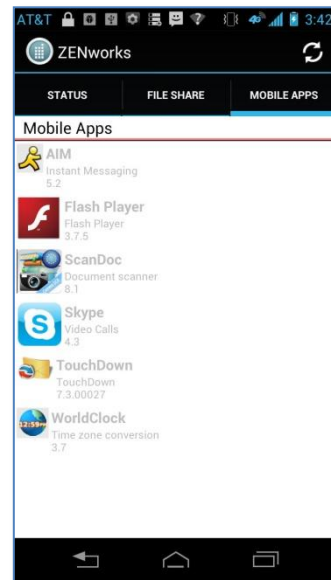 AT&T 3:42
ZENworks
STATUS FILE SHARE MOBILE APPS
Mobile Apps
AIM
Instant Messaging
5.2
Flash Player
Flash Player
3.7.5
ScanDoc
Document scanner
8.1
Skype
Video Calls
4.3
TouchDown
TouchDown
7.3.00027
12:59PM
WorldClock
Time zone conversion
3.7